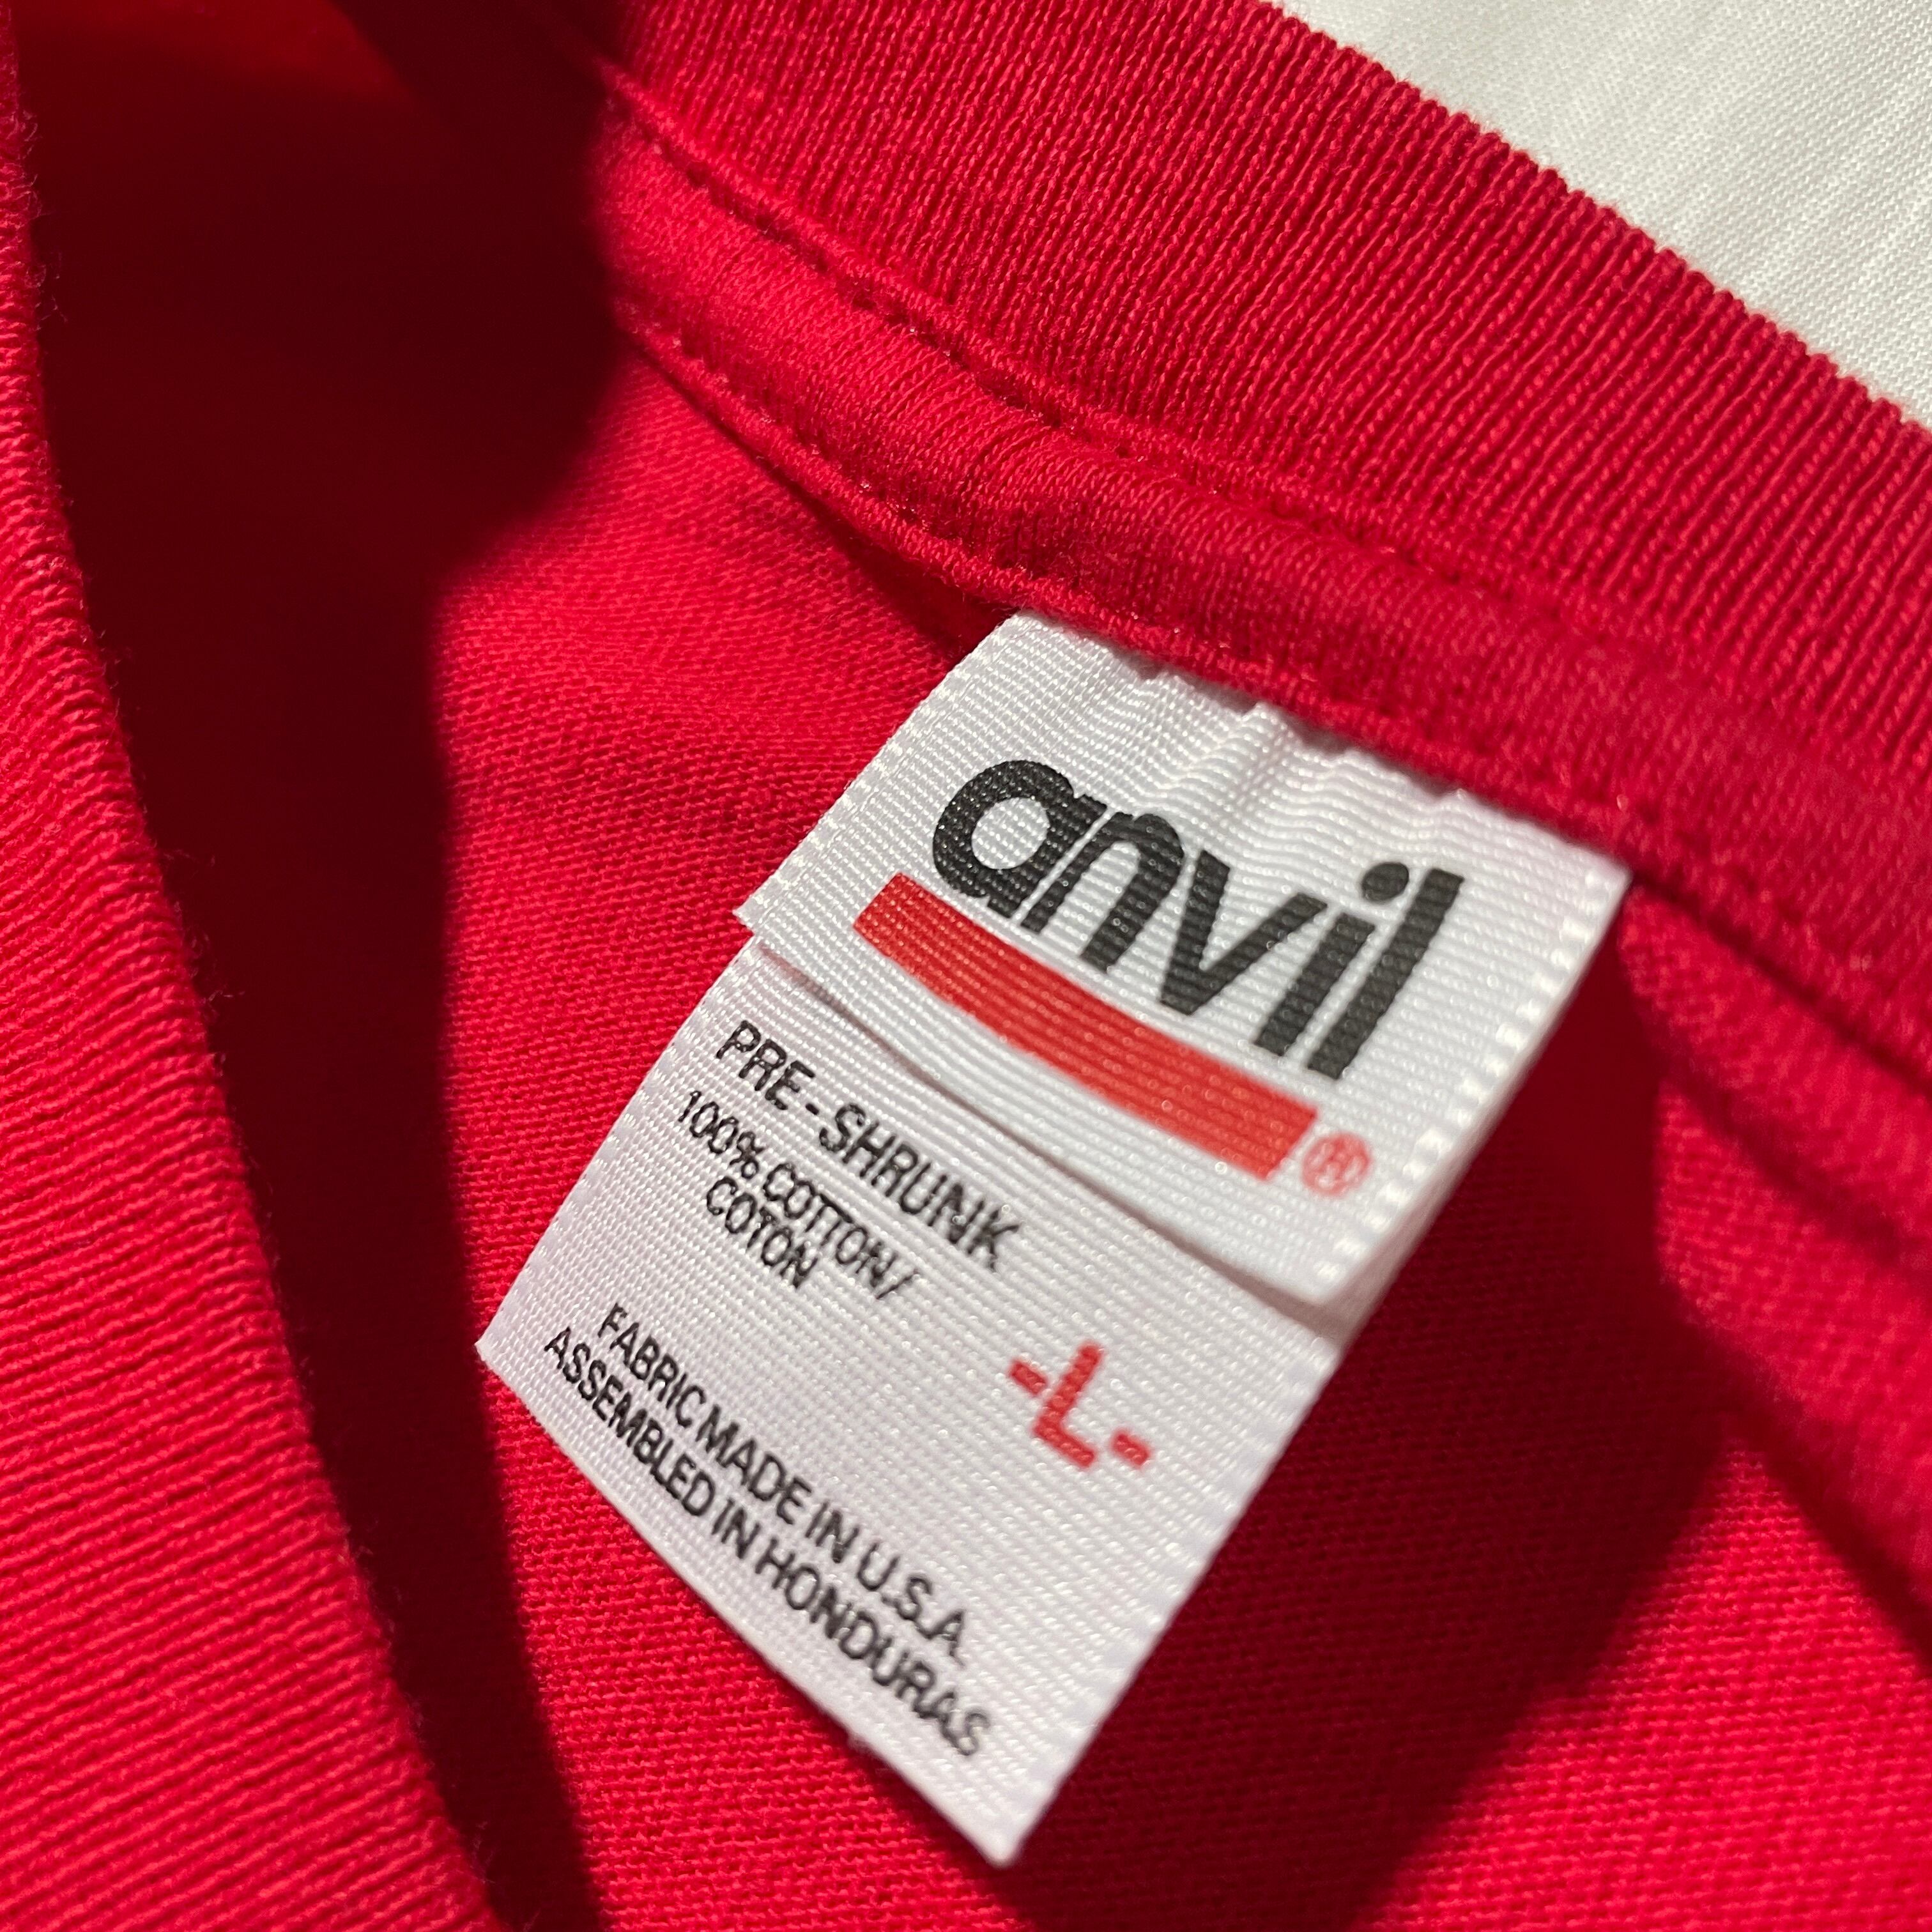 anvil
®
PRE-SHRUNK
100% COTTON/
COTON
-L-
FABRIC MADE IN U.S.A.
ASSEMBLED IN HONDURAS